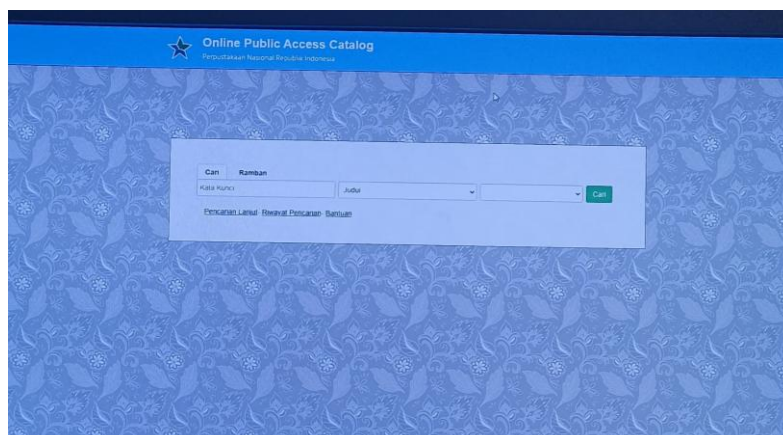 Online Public Access Catalog
Perpustakaan Nasional Republik Indonesia
Cari Ramban
Kata Kunci Judul Cari
Pencarian Lanjut Riwayat Pencarian Bantuan